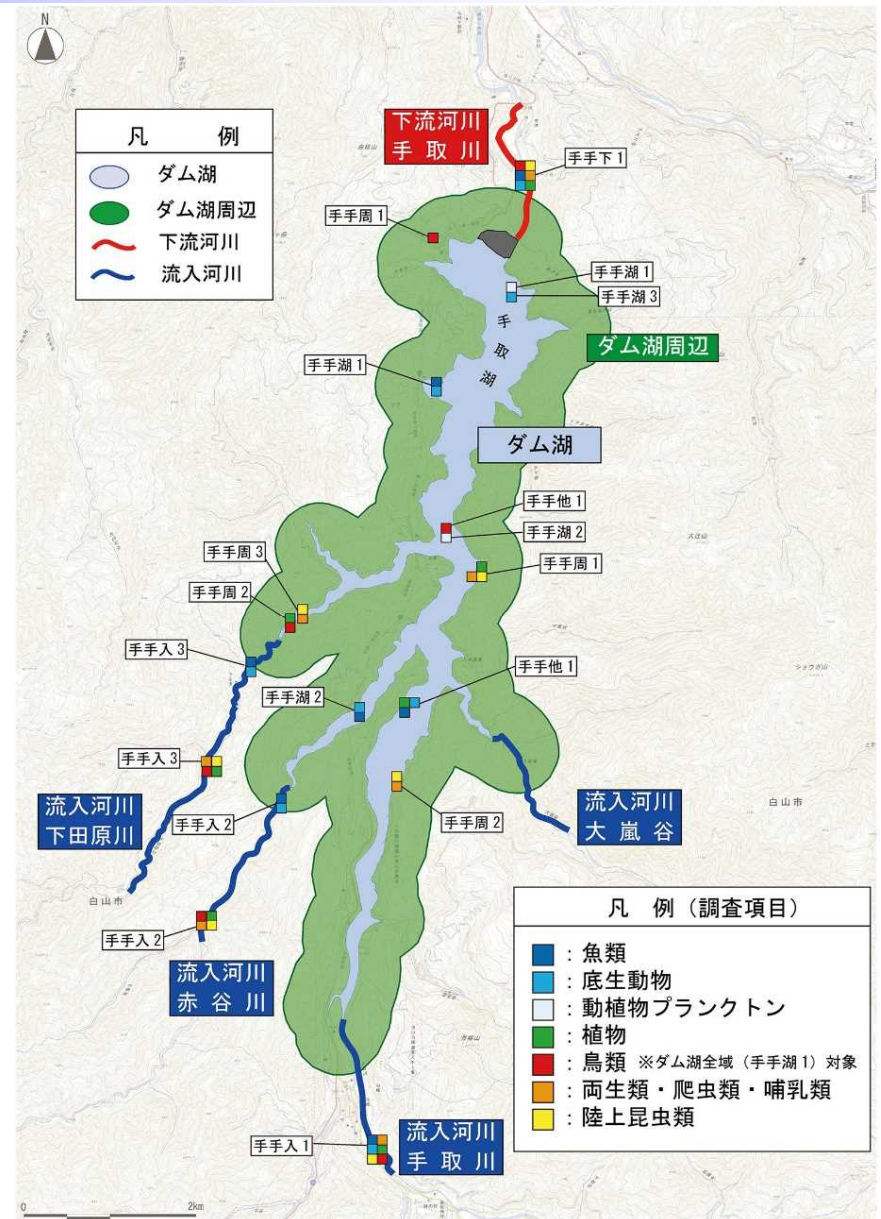 N
凡 例
ダム湖
ダム湖周辺
下流河川
流入河川
下流河川
手取川
手手下1
手手周1
手手湖1
手手湖3
手取湖
ダム湖周辺
手手湖1
ダム湖
手手他1
手手湖2
手手周3
手手周1
手手周2
手手入3
手手他1
手手湖2
手手入3
流入河川
下田原川
手手入2
手手周2
流入河川
大嵐谷
白山市
白山市
手手入2
流入河川
赤谷川
凡 例（調査項目）
：魚類
：底生動物
：動植物プランクトン
：植物
：鳥類 ※ダム湖全域（手手湖1）対象
：両生類・爬虫類・哺乳類
：陸上昆虫類
手手入1
流入河川
手取川
0 2km